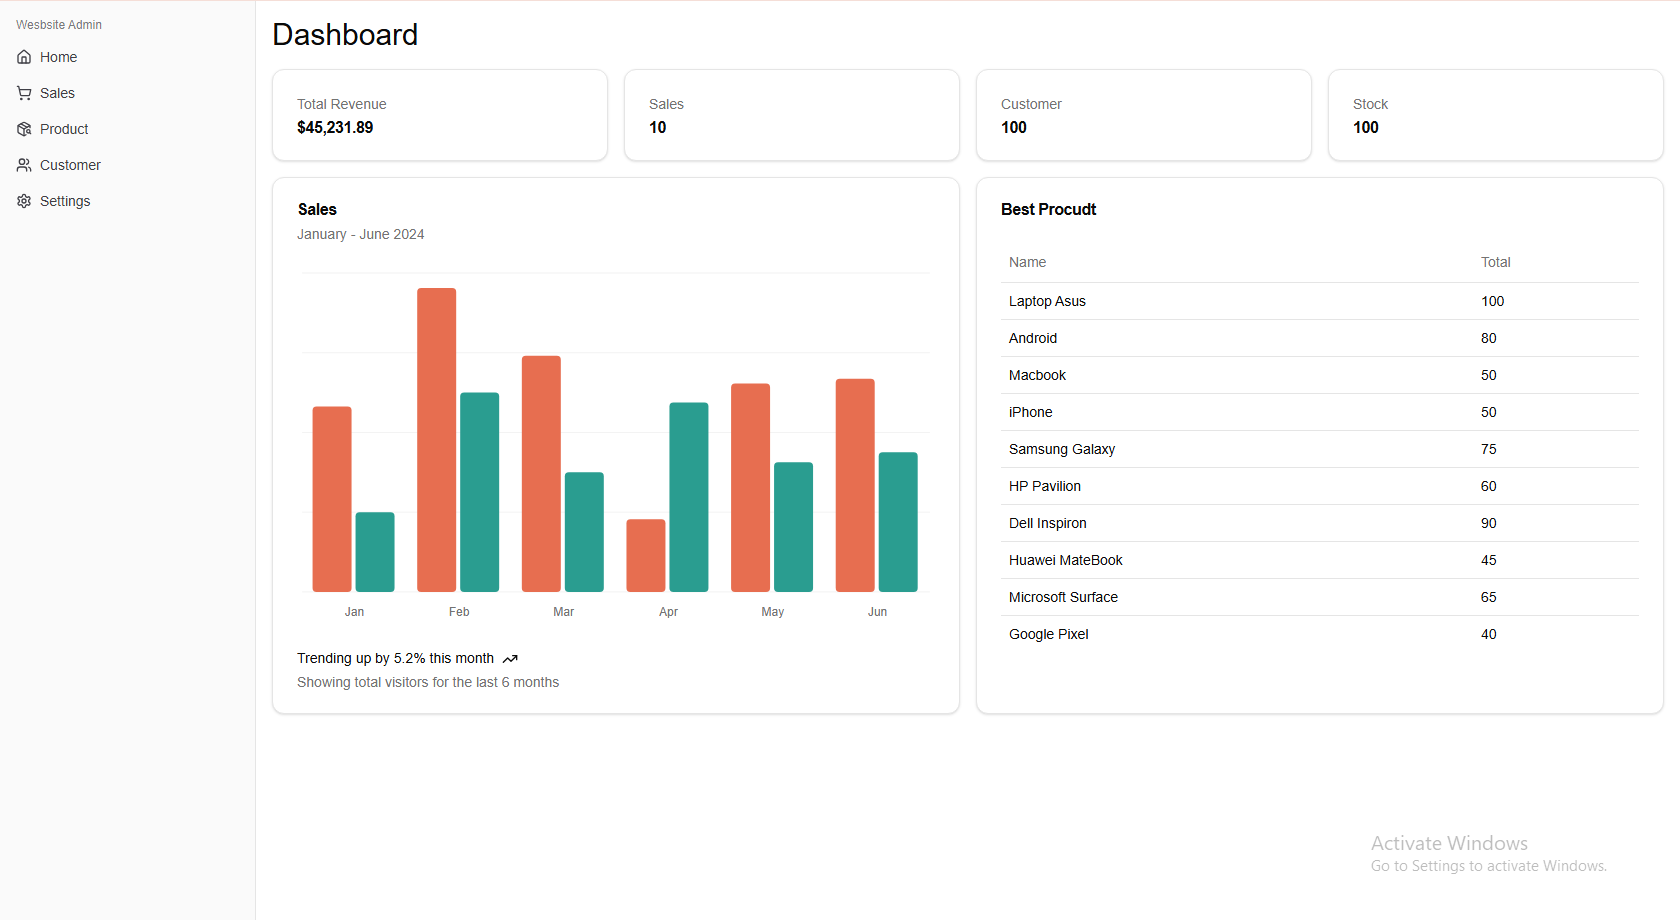 Wesbsite Admin
Home
Sales
Product
Customer
Settings
Dashboard
Total Revenue
$45,231.89
Sales
10
Customer
100
Stock
100
Sales
January - June 2024
Jan Feb Mar Apr May Jun
Trending up by 5.2% this month
Showing total visitors for the last 6 months
Best Procudt
Name Total
Laptop Asus 100
Android 80
Macbook 50
iPhone 50
Samsung Galaxy 75
HP Pavilion 60
Dell Inspiron 90
Huawei MateBook 45
Microsoft Surface 65
Google Pixel 40
Activate Windows
Go to Settings to activate Windows.